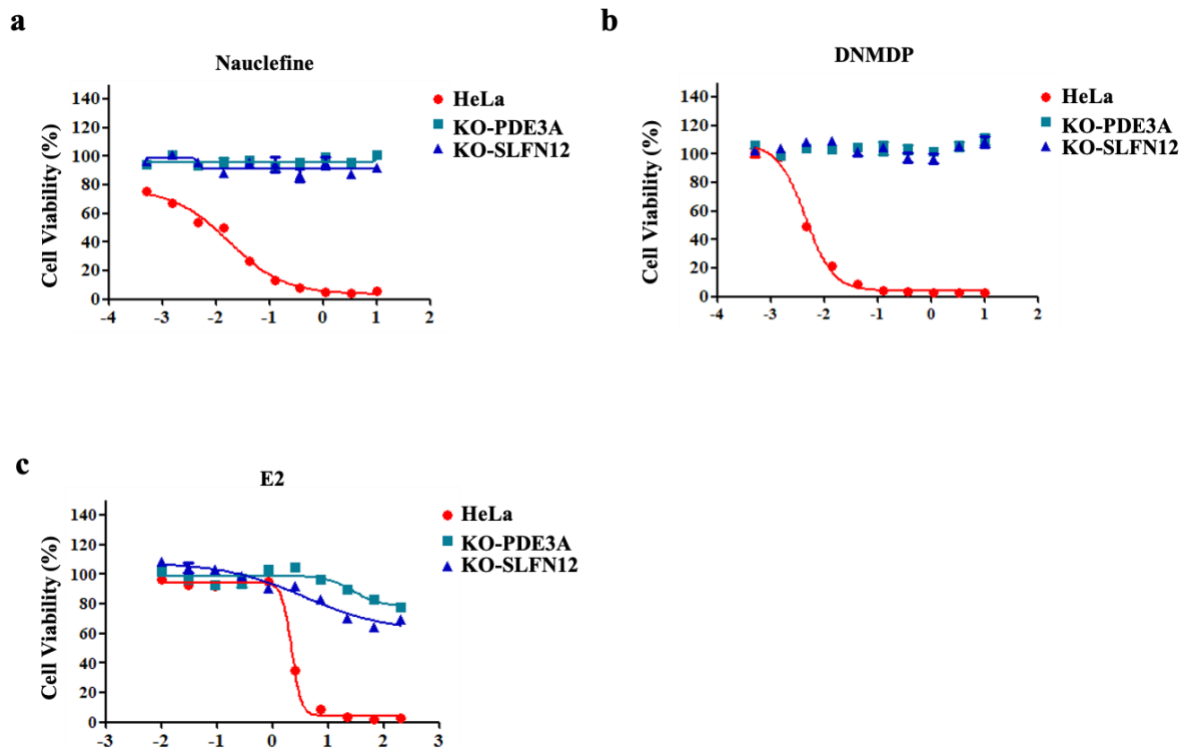 a
Nauclefine
Cell Viability (%)
140
120
100
80
60
40
20
0
-4 -3 -2 -1 0 1 2
HeLa
KO-PDE3A
KO-SLFN12
b
DNMDP
Cell Viability (%)
140
120
100
80
60
40
20
0
-4 -3 -2 -1 0 1 2
HeLa
KO-PDE3A
KO-SLFN12
c
E2
Cell Viability (%)
140
120
100
80
60
40
20
0
-3 -2 -1 0 1 2 3
HeLa
KO-PDE3A
KO-SLFN12